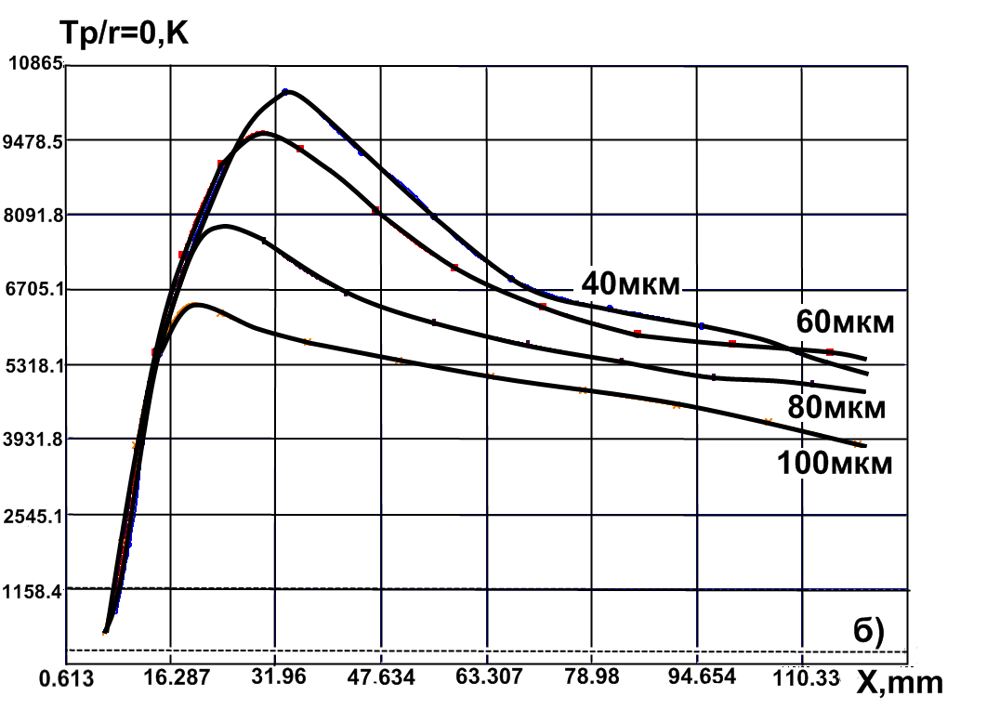 Tp/r=0,K
10865
9478.5
8091.8
6705.1
5318.1
3931.8
2545.1
1158.4
40мкм
60мкм
80мкм
100мкм
б)
0.613 16.287 31.96 47.634 63.307 78.98 94.654 110.33 X,mm